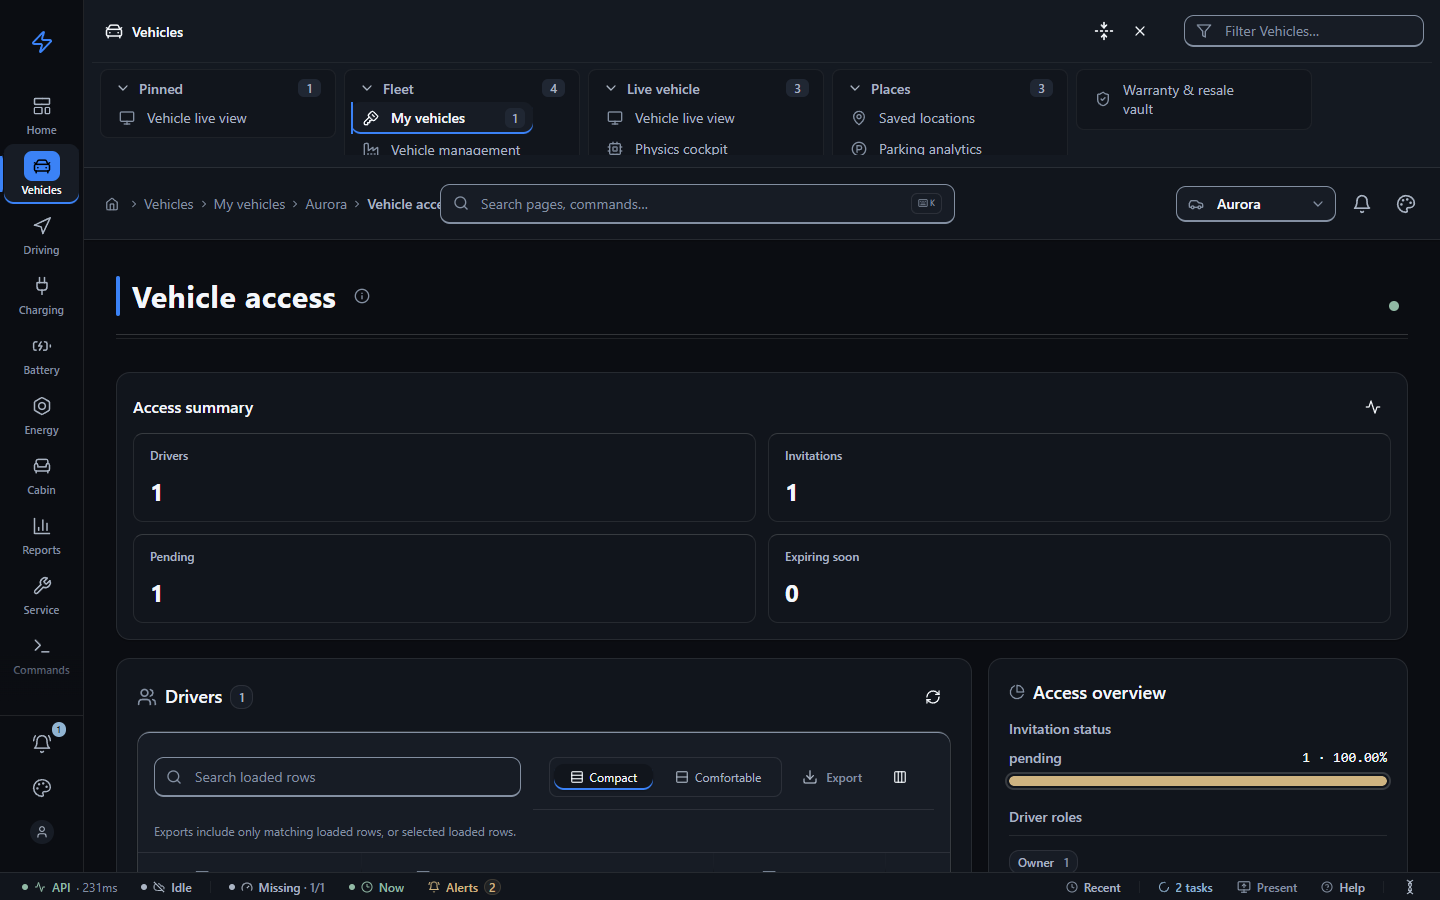 Vehicles
Filter Vehicles...
Pinned 1
Vehicle live view
Fleet 4
My vehicles 1
Vehicle management
Live vehicle 3
Vehicle live view
Physics cockpit
Places 3
Saved locations
Parking analytics
Warranty & resale
vault
Home
Vehicles
Driving
Charging
Battery
Energy
Cabin
Reports
Service
Commands
1
Vehicles My vehicles Aurora Vehicle acce
Search pages, commands... K
Aurora
Vehicle access
Access summary
Drivers
1
Invitations
1
Pending
1
Expiring soon
0
Drivers 1
Search loaded rows
Compact Comfortable Export
Exports include only matching loaded rows, or selected loaded rows.
Access overview
Invitation status
pending 1 · 100.00%
Driver roles
Owner 1
API · 231ms Idle Missing · 1/1 Now Alerts 2 Recent 2 tasks Present Help